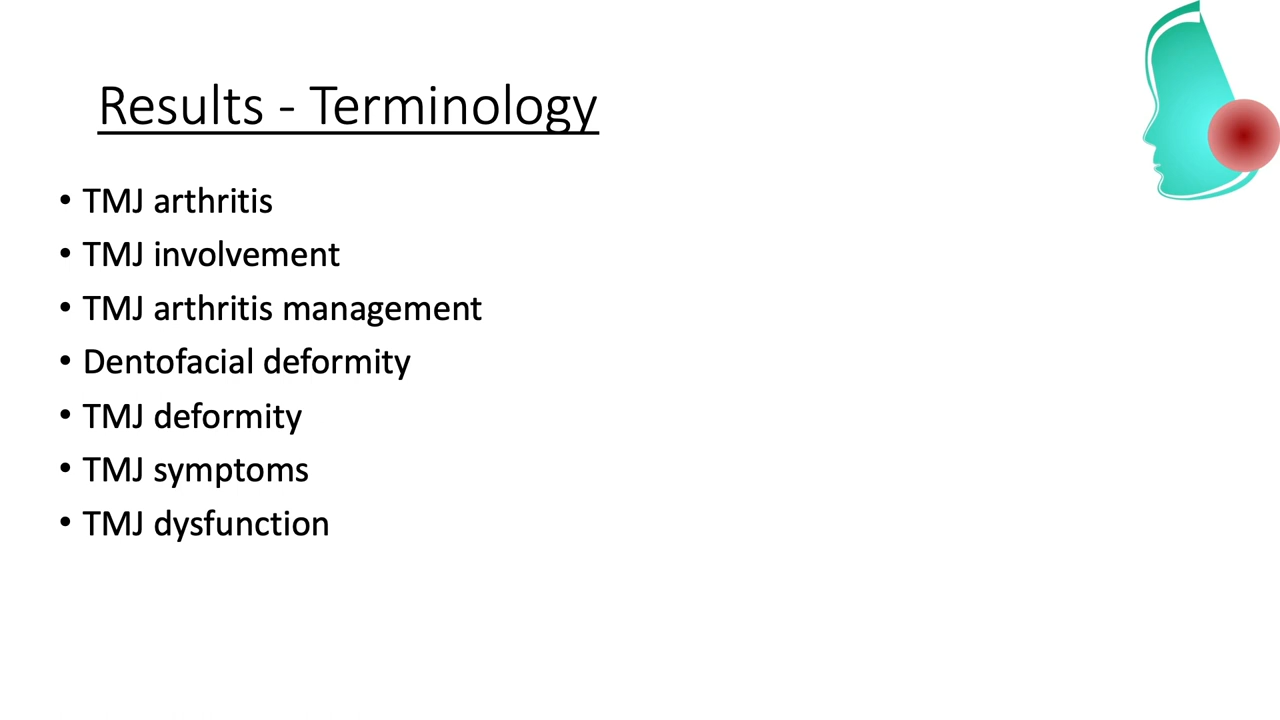 Results - Terminology
• TMJ arthritis
• TMJ involvement
• TMJ arthritis management
• Dentofacial deformity
• TMJ deformity
• TMJ symptoms
• TMJ dysfunction